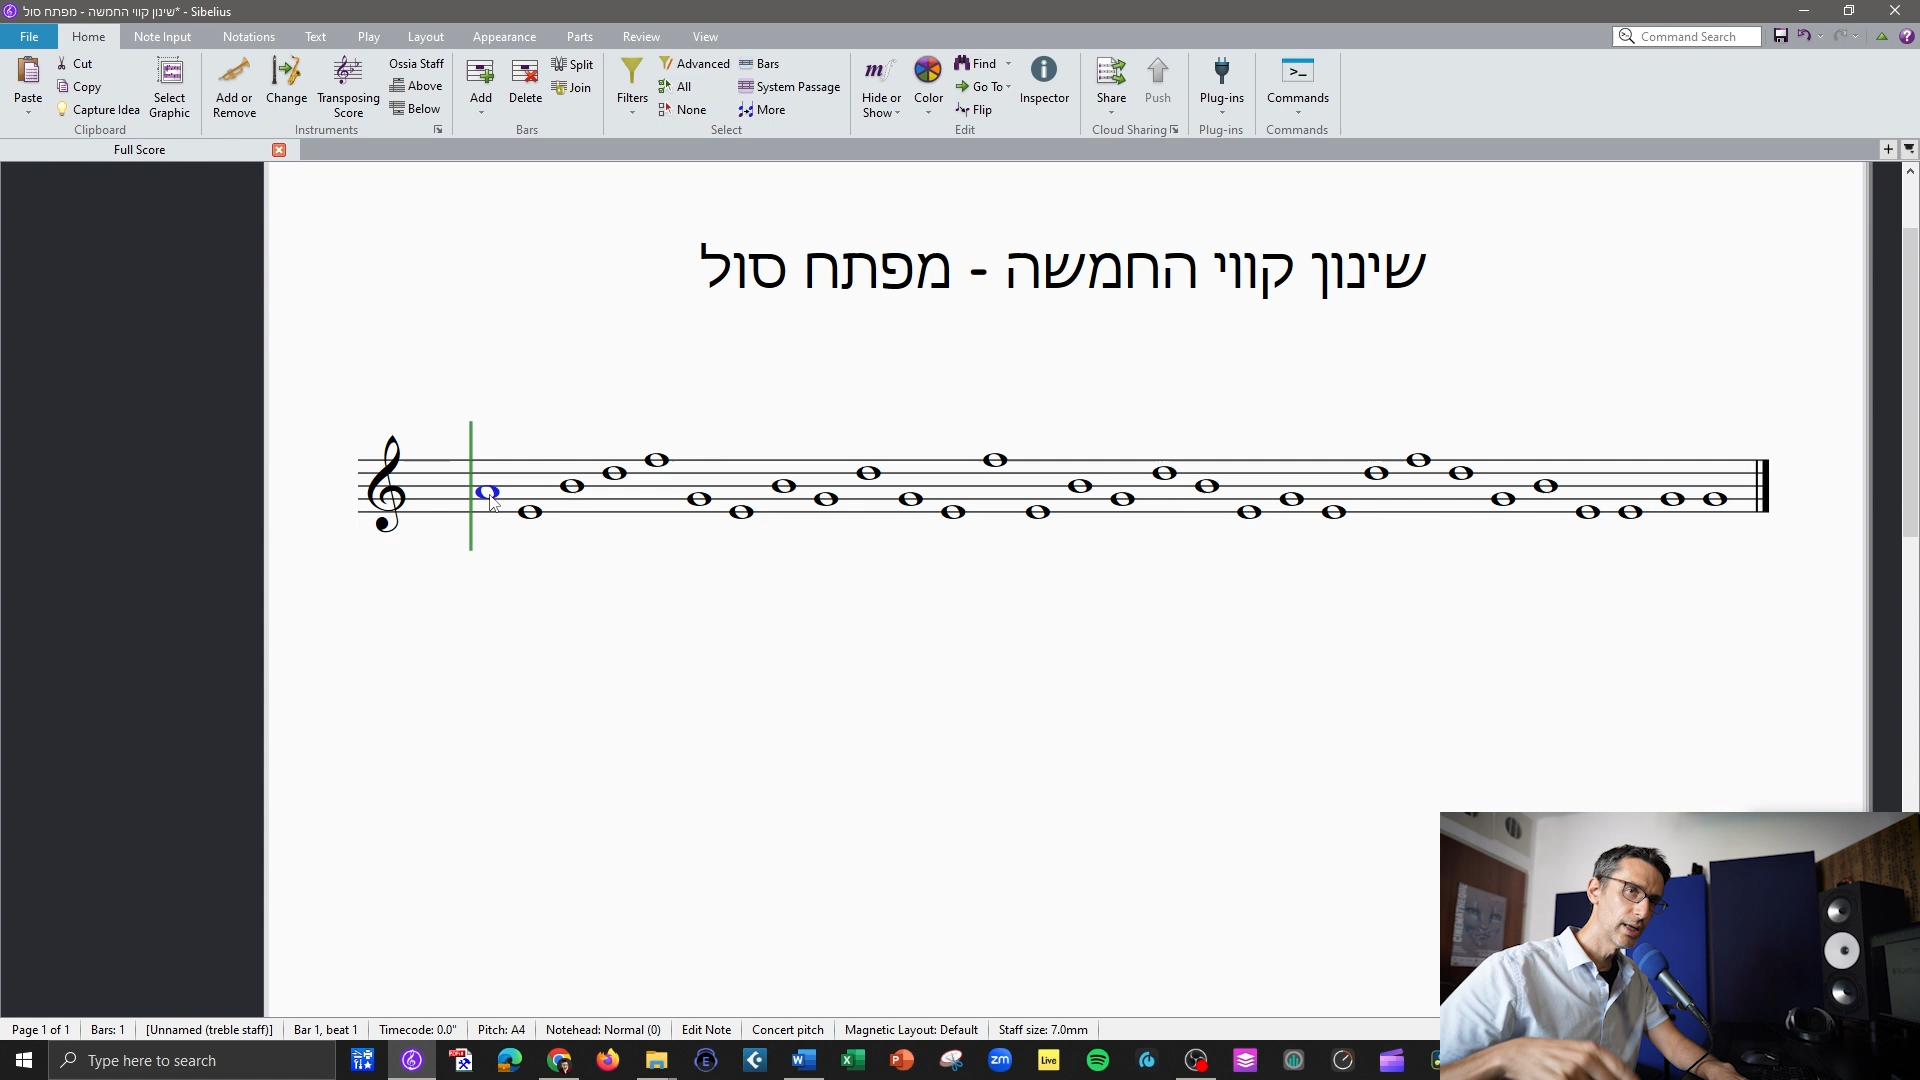 שינון קווי החמשה - מפתח סול* - Sibelius
File Home Note Input Notations Text Play Layout Appearance Parts Review View Command Search
Paste Cut Copy Capture Idea Select Graphic
Clipboard
Add or Remove Change Transposing Score Ossia Staff Above Below
Instruments
Add Delete Split Join
Bars
Filters Advanced All None Bars System Passage More
Select
Hide or Show Color Find Go To Flip Inspector
Edit
Share Push
Cloud Sharing
Plug-ins
Plug-ins
Commands
Commands
Full Score
שינון קווי החמשה - מפתח סול
Page 1 of 1 Bars: 1 [Unnamed (treble staff)] Bar 1, beat 1 Timecode: 0.0" Pitch: A4 Notehead: Normal (0) Edit Note Concert pitch Magnetic Layout: Default Staff size: 7.0mm
Type here to search
zm
Live